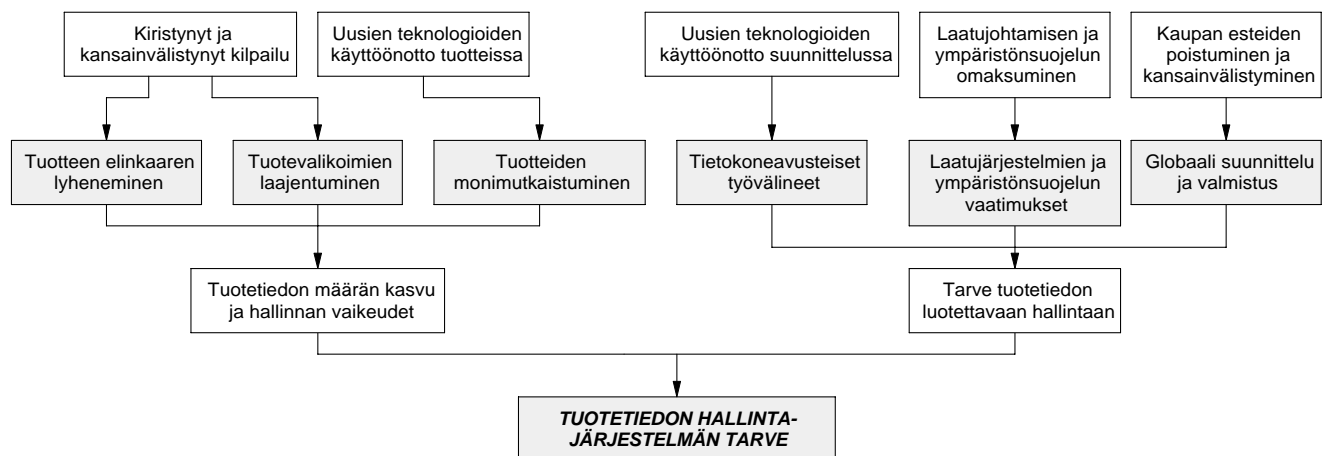 Kiristynyt ja
kansainvälistynyt kilpailu
Uusien teknologioiden
käyttöönotto tuotteissa
Uusien teknologioiden
käyttöönotto suunnittelussa
Laatujohtamisen ja
ympäristönsuojelun
omaksuminen
Kaupan esteiden
poistuminen ja
kansainvälistyminen
Tuotteen elinkaaren
lyheneminen
Tuotevalikoimien
laajentuminen
Tuotteiden
monimutkaistuminen
Tietokoneavusteiset
työvälineet
Laatujärjestelmien ja
ympäristönsuojelun
vaatimukset
Globaali suunnittelu
ja valmistus
Tuotetiedon määrän kasvu
ja hallinnan vaikeudet
Tarve tuotetiedon
luotettavaan hallintaan
TUOTETIEDON HALLINTA-
JÄRJESTELMÄN TARVE